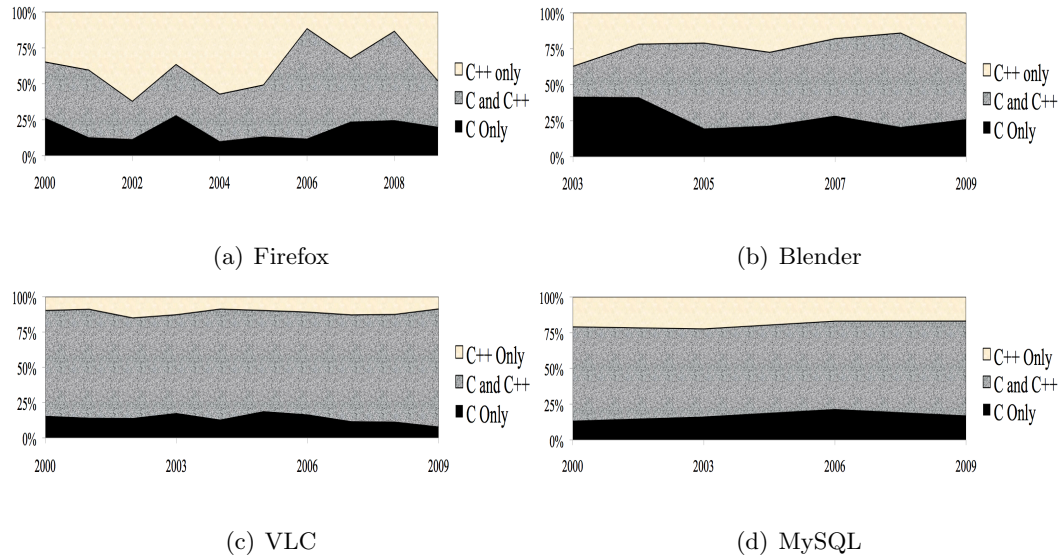 100%
75%
50%
25%
0%
2000 2002 2004 2006 2008
C++ only
C and C++
C Only
(a) Firefox
100%
75%
50%
25%
0%
2003 2005 2007 2009
C++ only
C and C++
C Only
(b) Blender
100%
75%
50%
25%
0%
2000 2003 2006 2009
C++ Only
C and C++
C Only
(c) VLC
100%
75%
50%
25%
0%
2000 2003 2006 2009
C++ Only
C and C++
C Only
(d) MySQL